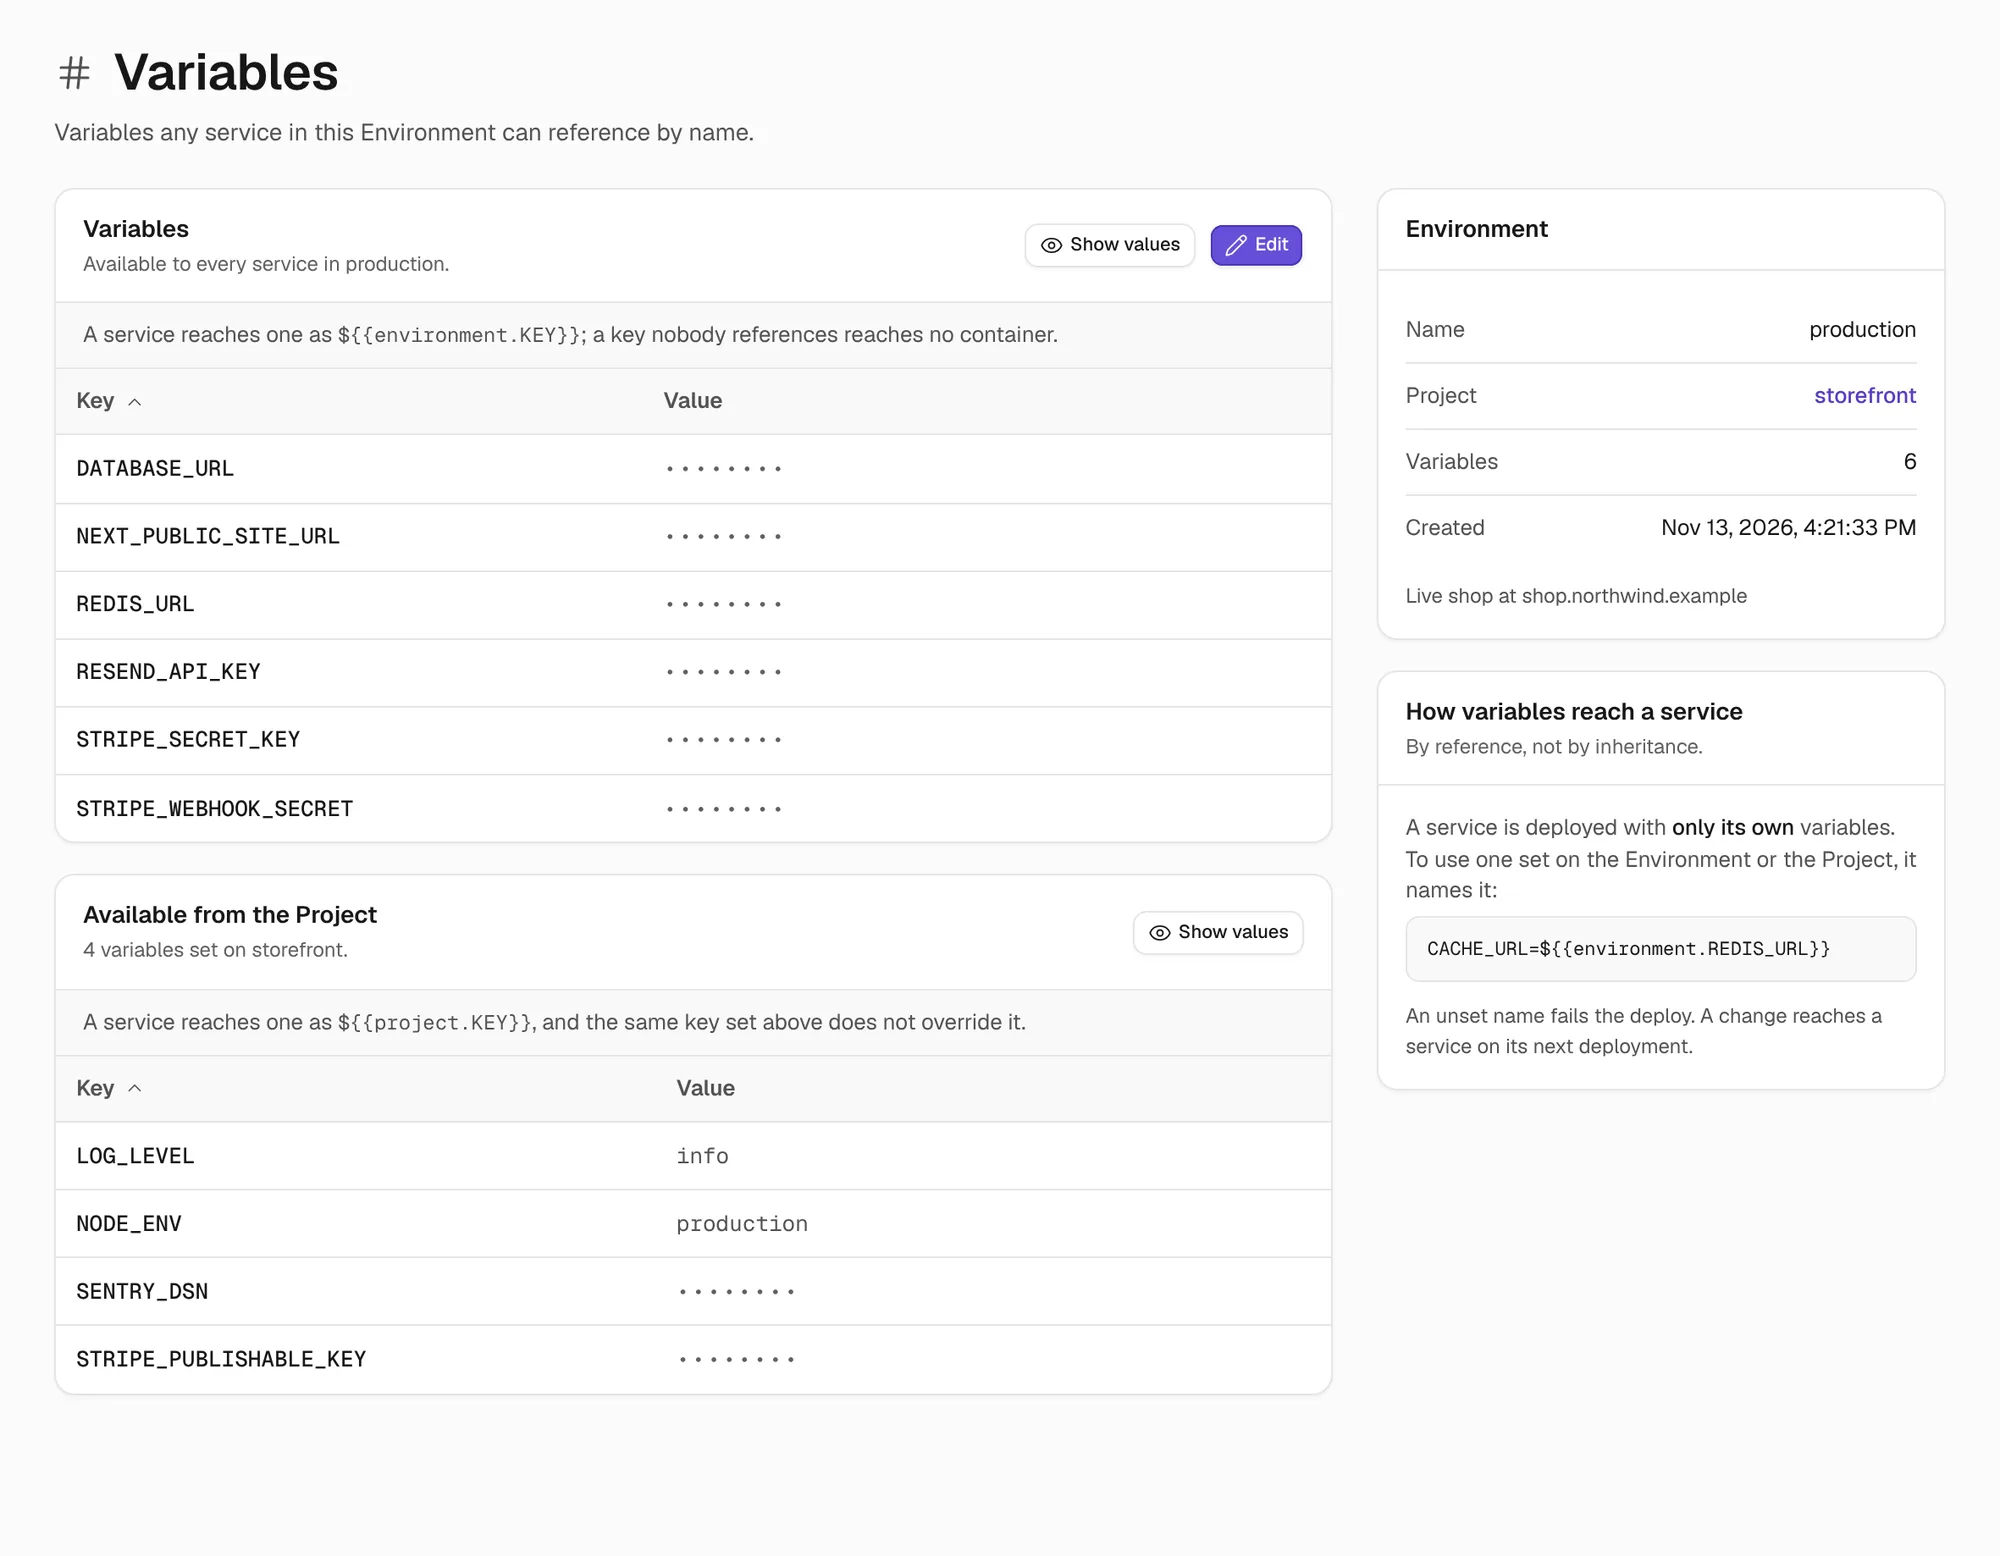 # Variables
Variables any service in this Environment can reference by name.
Variables
Available to every service in production.
Show values
Edit
A service reaches one as ${{environment.KEY}}; a key nobody references reaches no container.
Key Value
DATABASE_URL ••••••••
NEXT_PUBLIC_SITE_URL ••••••••
REDIS_URL ••••••••
RESEND_API_KEY ••••••••
STRIPE_SECRET_KEY ••••••••
STRIPE_WEBHOOK_SECRET ••••••••
Available from the Project
4 variables set on storefront.
Show values
A service reaches one as ${{project.KEY}}, and the same key set above does not override it.
Key Value
LOG_LEVEL info
NODE_ENV production
SENTRY_DSN ••••••••
STRIPE_PUBLISHABLE_KEY ••••••••
Environment
Name production
Project storefront
Variables 6
Created Nov 13, 2026, 4:21:33 PM
Live shop at shop.northwind.example
How variables reach a service
By reference, not by inheritance.
A service is deployed with only its own variables.
To use one set on the Environment or the Project, it
names it:
CACHE_URL=${{environment.REDIS_URL}}
An unset name fails the deploy. A change reaches a
service on its next deployment.